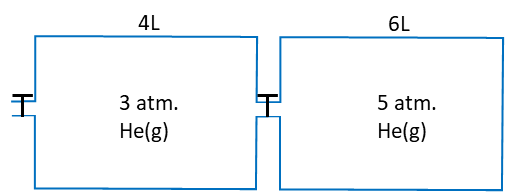 4L
6L
3 atm.
He(g)
5 atm.
He(g)